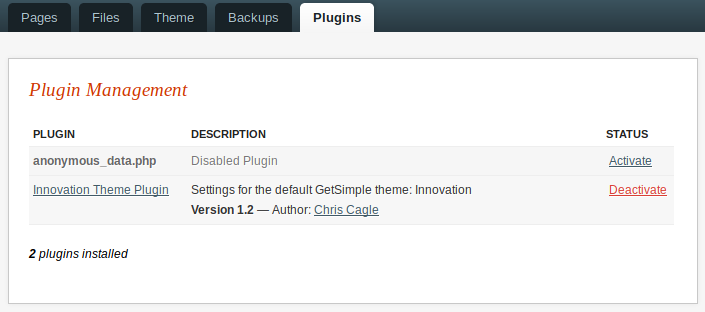 Pages Files Theme Backups Plugins
Plugin Management
PLUGIN DESCRIPTION STATUS
anonymous_data.php Disabled Plugin Activate
Innovation Theme Plugin Settings for the default GetSimple theme: Innovation Deactivate
Version 1.2 — Author: Chris Cagle
2 plugins installed